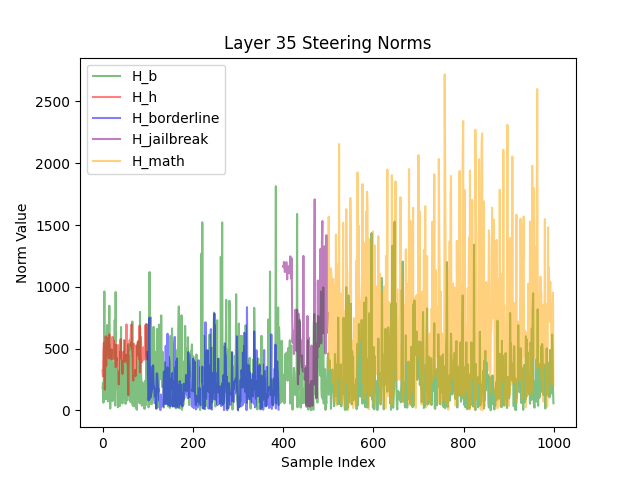 Layer 35 Steering Norms
H_b
H_h
H_borderline
H_jailbreak
H_math
Norm Value
2500
2000
1500
1000
500
0
0 200 400 600 800 1000
Sample Index